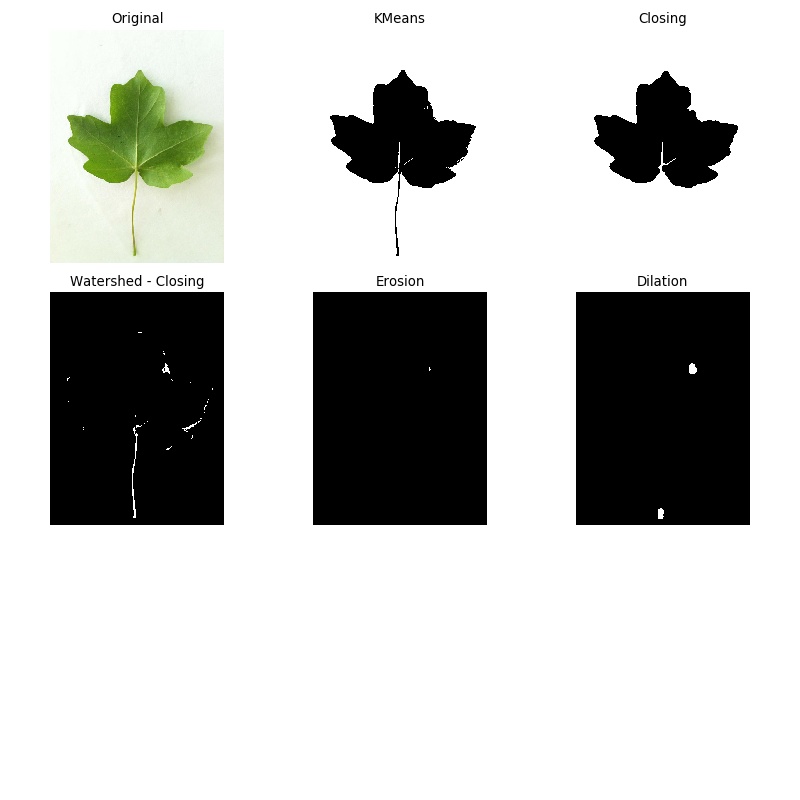 Original
KMeans
Closing
Watershed - Closing
Erosion
Dilation